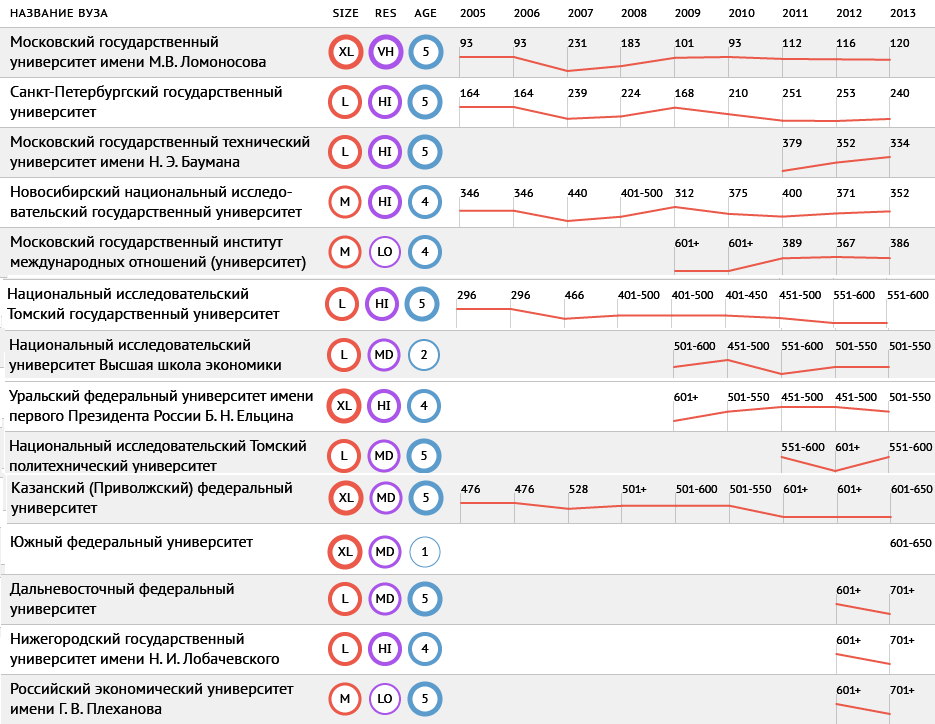 НАЗВАНИЕ ВУЗА SIZE RES AGE 2005 2006 2007 2008 2009 2010 2011 2012 2013
Московский государственный 93 93 231 183 101 93 112 116 120
университет имени М.В. Ломоносова XL VH 5
Санкт-Петербургский государственный 164 164 239 224 168 210 251 253 240
университет L HI 5
Московский государственный технический 379 352 334
университет имени Н. Э. Баумана L HI 5
Новосибирский национальный исследо- 346 346 440 401-500 312 375 400 371 352
вательский государственный университет M HI 4
Московский государственный институт 601+ 601+ 389 367 386
международных отношений (университет) M LO 4
Национальный исследовательский 296 296 466 401-500 401-500 401-450 451-500 551-600 551-600
Томский государственный университет L HI 5
Национальный исследовательский 501-600 451-500 551-600 501-550 501-550
университет Высшая школа экономики L MD 2
Уральский федеральный университет имени 601+ 501-550 451-500 451-500 501-550
первого Президента России Б. Н. Ельцина XL HI 4
Национальный исследовательский Томский 551-600 601+ 551-600
политехнический университет L MD 5
Казанский (Приволжский) федеральный 476 476 528 501+ 501-600 501-550 601+ 601+ 601-650
университет XL MD 5
Южный федеральный университет XL MD 1 601-650
Дальневосточный федеральный 601+ 701+
университет L MD 5
Нижегородский государственный 601+ 701+
университет имени Н. И. Лобачевского L HI 4
Российский экономический университет 601+ 701+
имени Г. В. Плеханова M LO 5